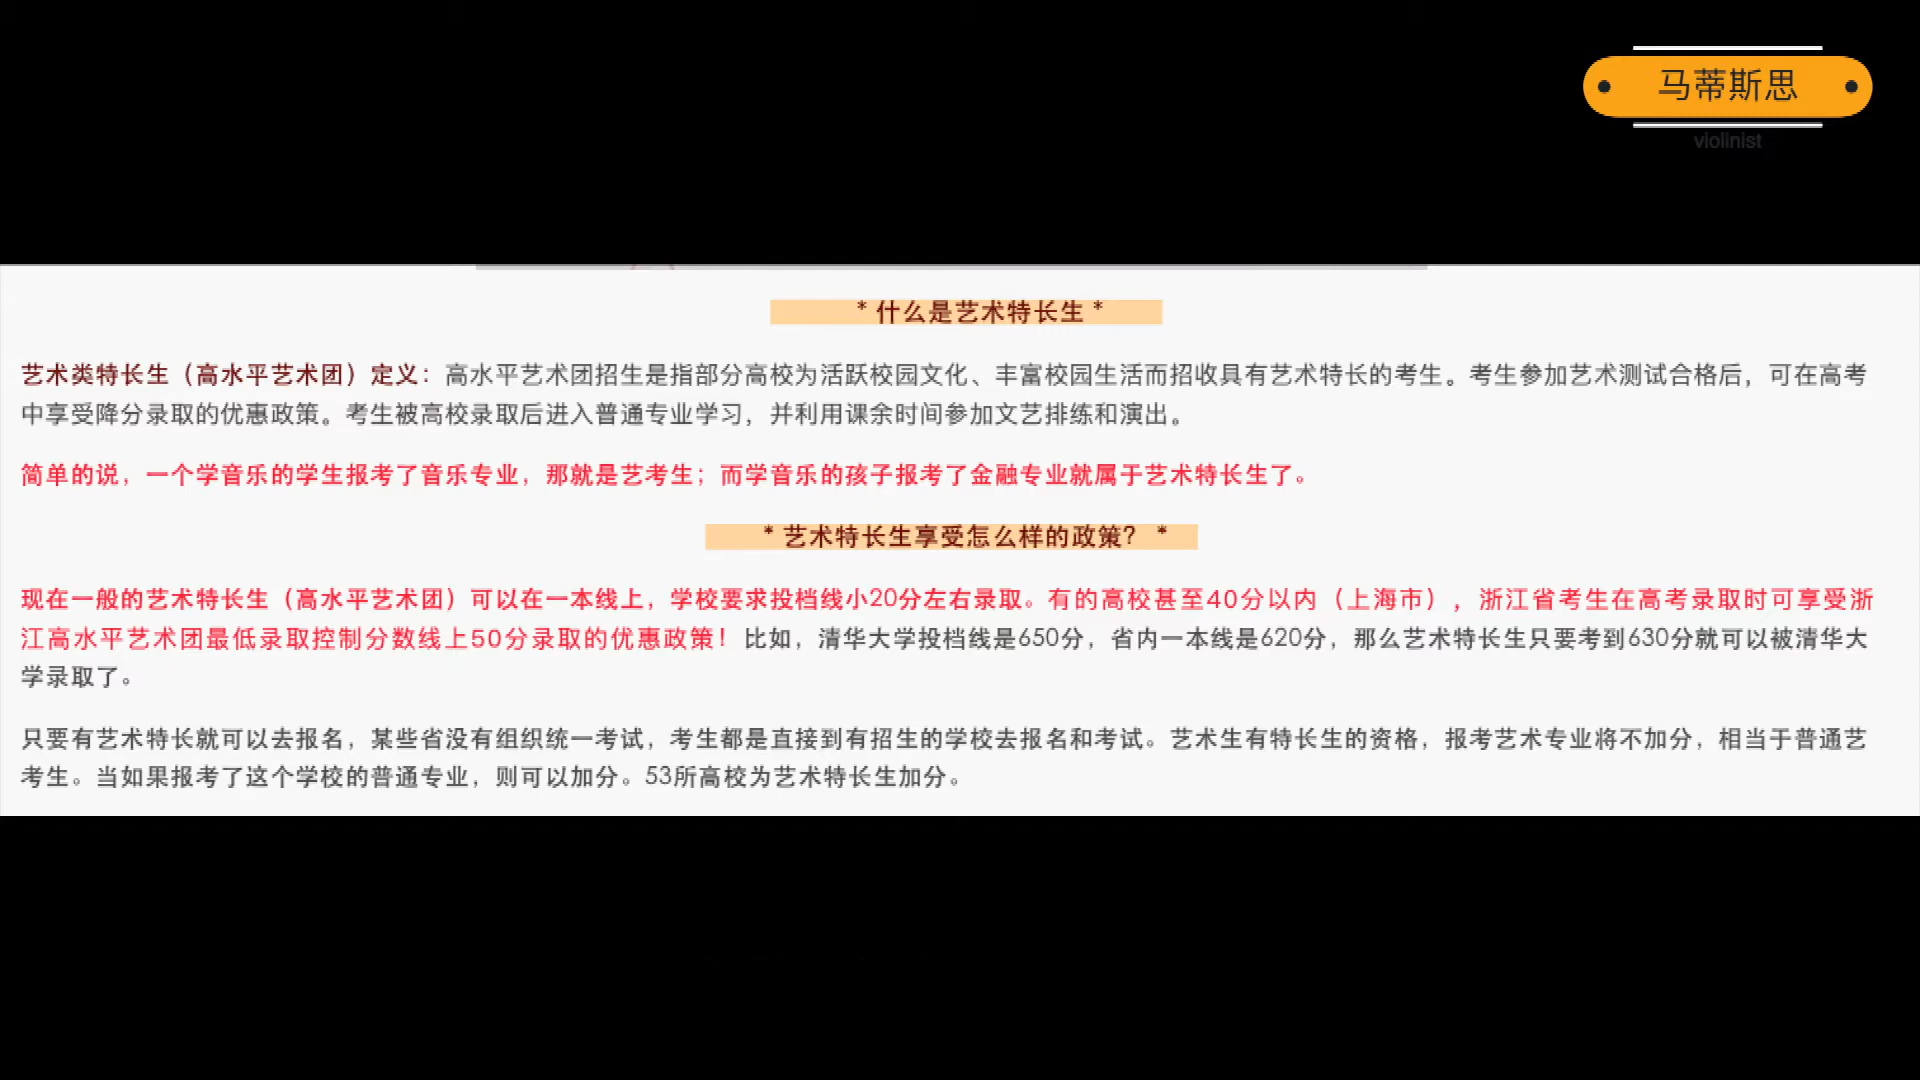 马蒂斯思
violinist
* 什么是艺术特长生 *
艺术类特长生（高水平艺术团）定义：高水平艺术团招生是指部分高校为活跃校园文化、丰富校园生活而招收具有艺术特长的考生。考生参加艺术测试合格后，可在高考
中享受降分录取的优惠政策。考生被高校录取后进入普通专业学习，并利用课余时间参加文艺排练和演出。
简单的说，一个学音乐的学生报考了音乐专业，那就是艺考生；而学音乐的孩子报考了金融专业就属于艺术特长生了。
* 艺术特长生享受怎么样的政策？ *
现在一般的艺术特长生（高水平艺术团）可以在一本线上，学校要求投档线小20分左右录取。有的高校甚至40分以内（上海市），浙江省考生在高考录取时可享受浙
江高水平艺术团最低录取控制分数线上50分录取的优惠政策！比如，清华大学投档线是650分，省内一本线是620分，那么艺术特长生只要考到630分就可以被清华大
学录取了。
只要有艺术特长就可以去报名，某些省没有组织统一考试，考生都是直接到有招生的学校去报名和考试。艺术生有特长生的资格，报考艺术专业将不加分，相当于普通艺
考生。当如果报考了这个学校的普通专业，则可以加分。53所高校为艺术特长生加分。